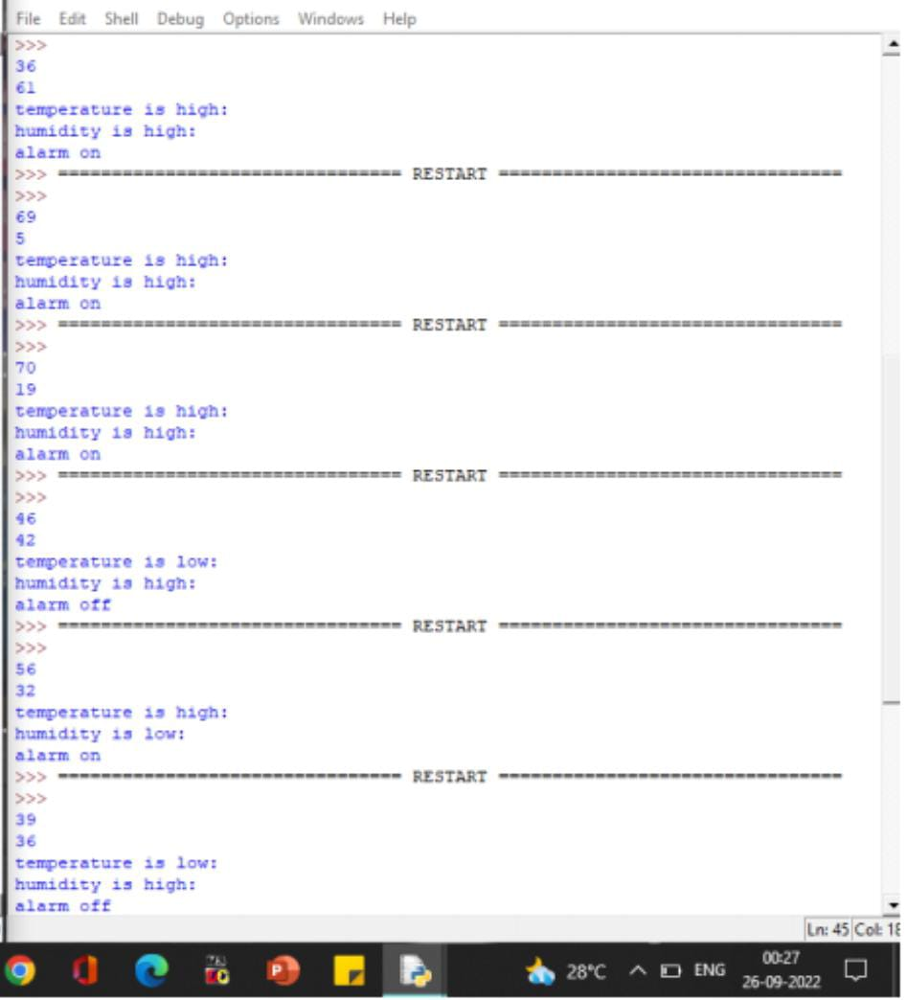 File Edit Shell Debug Options Windows Help
>>>
36
61
temperature is high:
humidity is high:
alarm on
>>> ================================ RESTART ================================
>>>
69
5
temperature is high:
humidity is high:
alarm on
>>> ================================ RESTART ================================
>>>
70
19
temperature is high:
humidity is high:
alarm on
>>> ================================ RESTART ================================
>>>
46
42
temperature is low:
humidity is high:
alarm off
>>> ================================ RESTART ================================
>>>
56
32
temperature is high:
humidity is low:
alarm on
>>> ================================ RESTART ================================
>>>
39
36
temperature is low:
humidity is high:
alarm off
Ln: 45 Col: 18
28°C ENG
00:27
26-09-2022